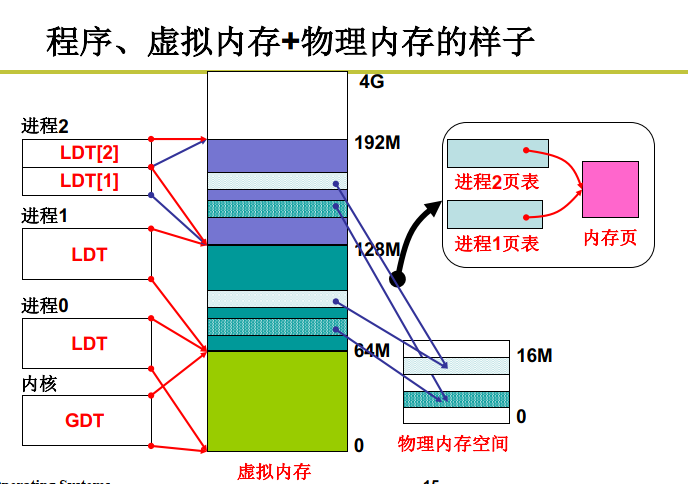 程序、虚拟内存+物理内存的样子
4G
进程2
192M
LDT[2]
LDT[1]
进程2页表
进程1
进程1页表
内存页
128M
LDT
进程0
64M
16M
LDT
内核
0
GDT
0
物理内存空间
虚拟内存
Operating Systems
15